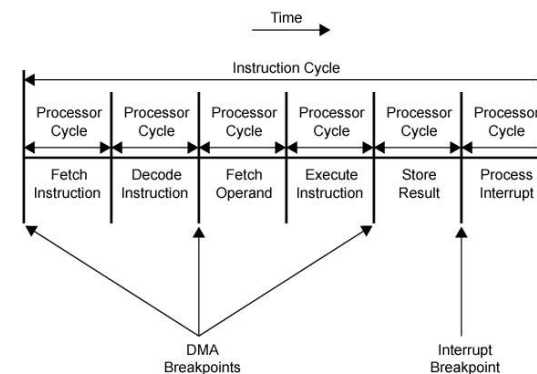 Time
Instruction Cycle
Processor Processor Processor Processor Processor Processor
Cycle Cycle Cycle Cycle Cycle Cycle
Fetch Decode Fetch Execute Store Process
Instruction Instruction Operand Instruction Result Interrupt
DMA Interrupt
Breakpoints Breakpoint